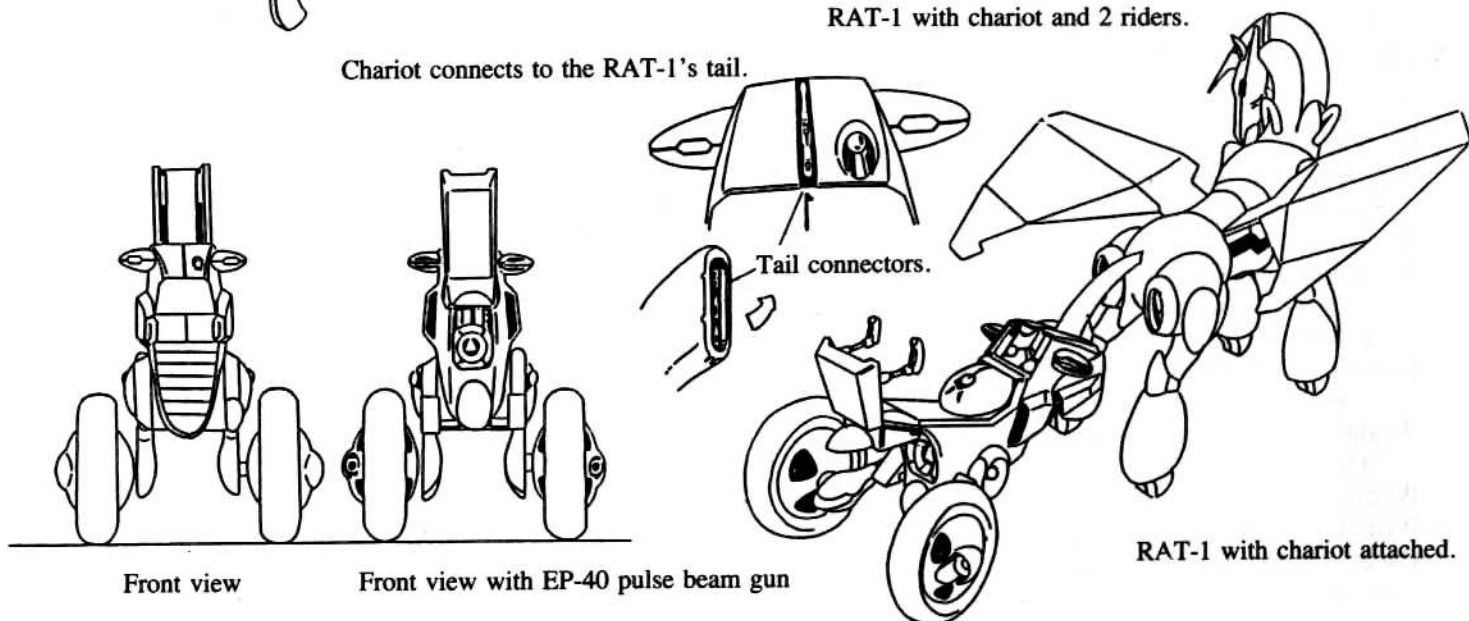 RAT-1 with chariot and 2 riders.
Chariot connects to the RAT-1's tail.
Tail connectors.
RAT-1 with chariot attached.
Front view
Front view with EP-40 pulse beam gun